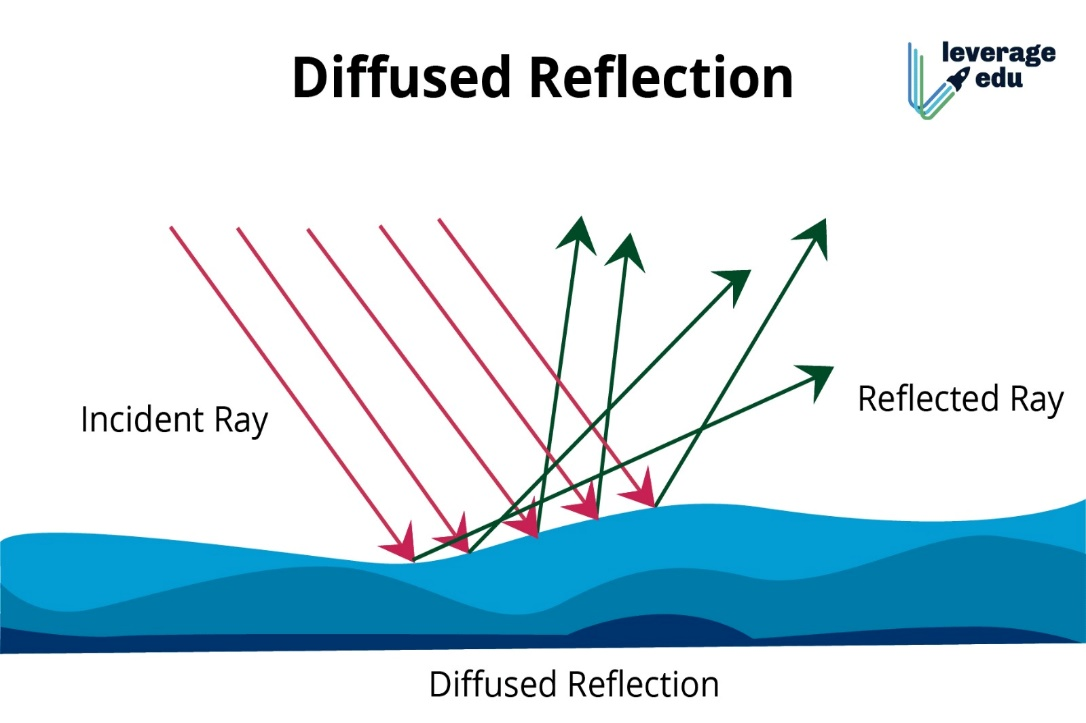 Diffused Reflection
leverage
edu
Incident Ray
Reflected Ray
Diffused Reflection